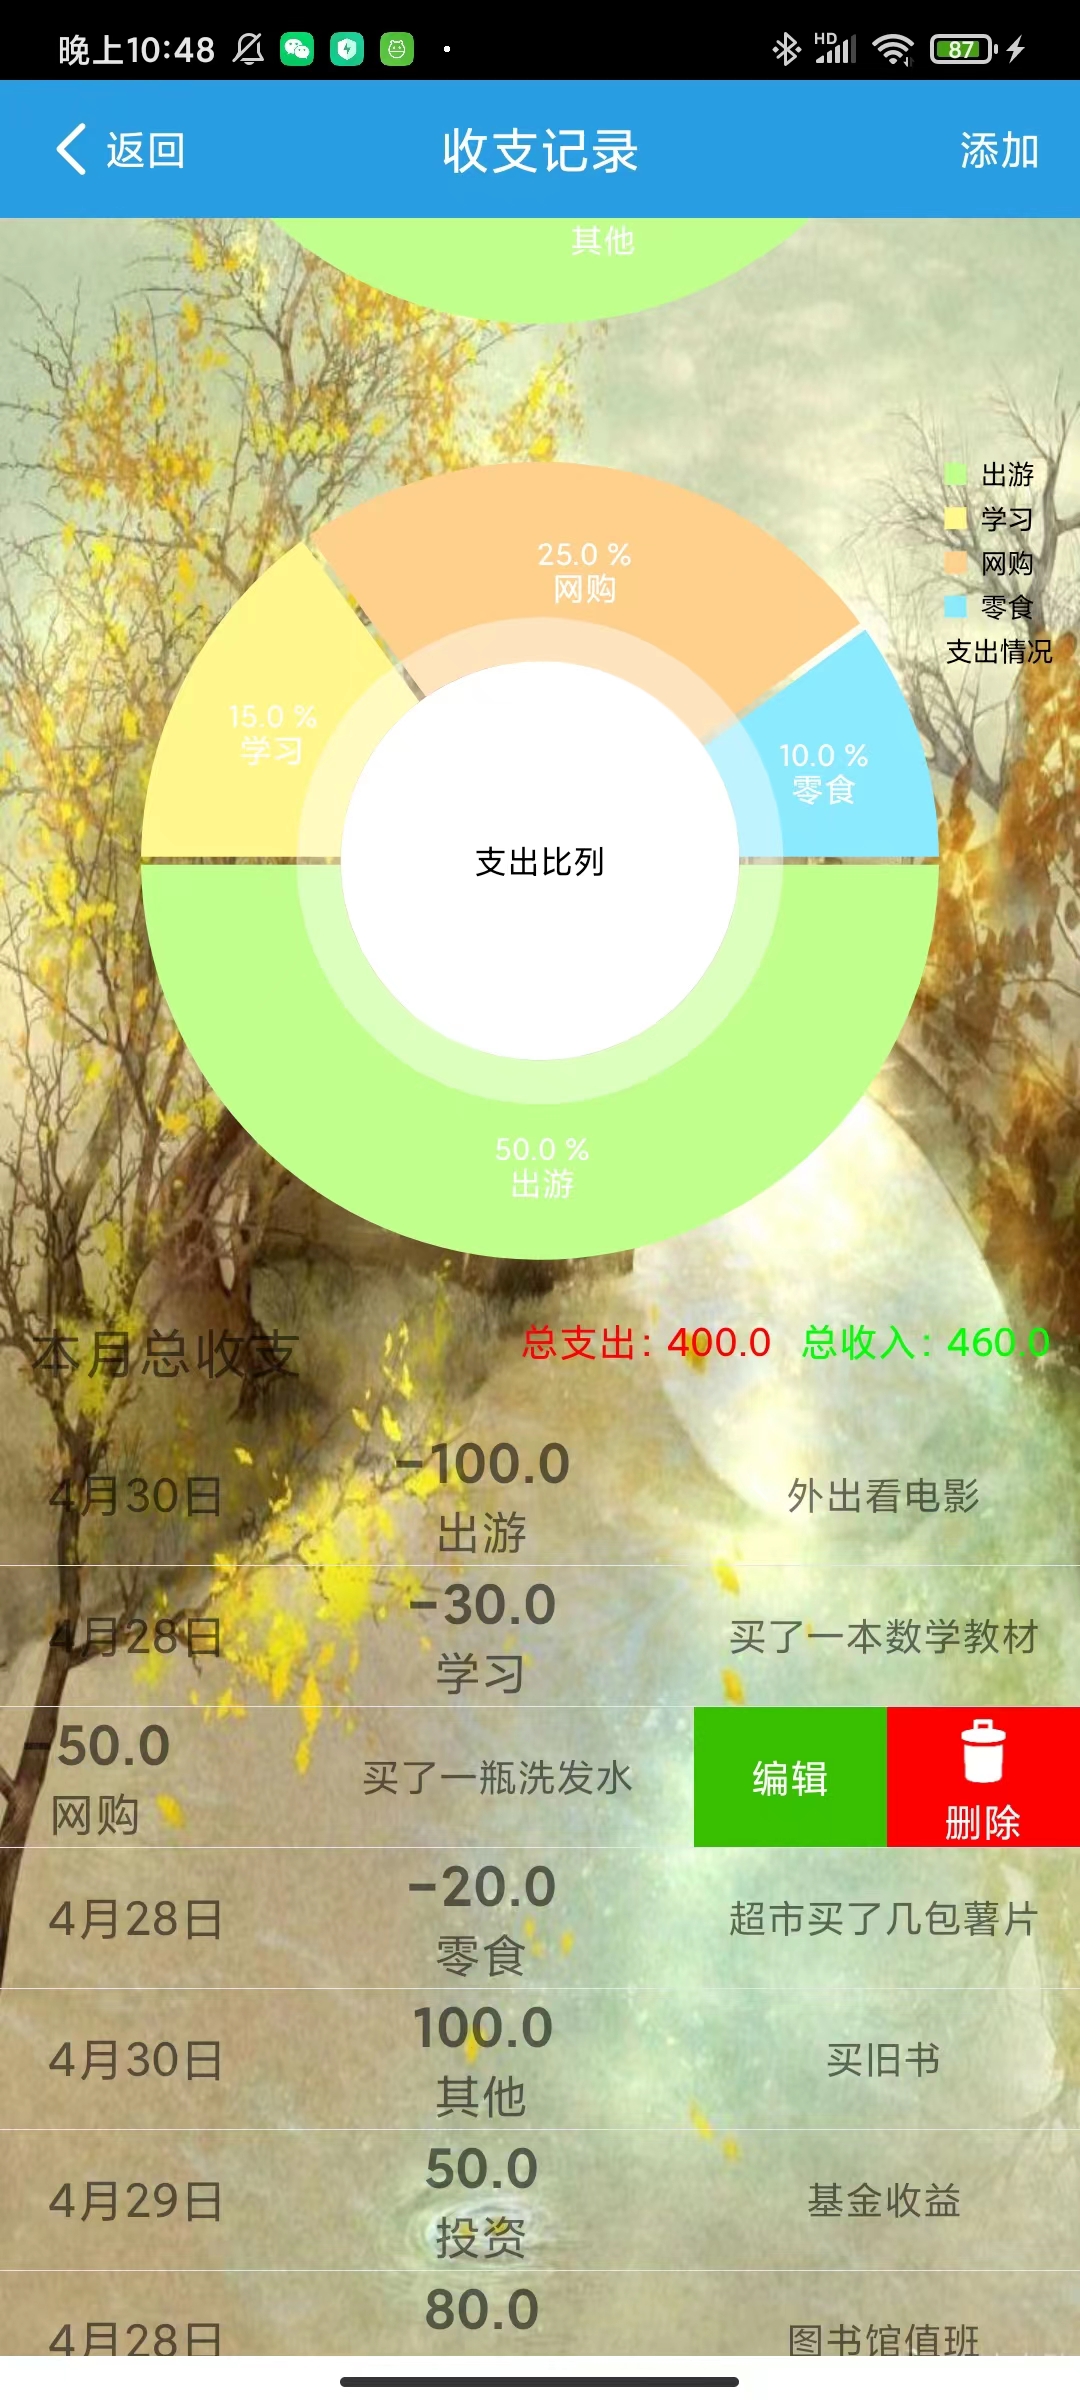 晚上10:48
HD
87
返回
收支记录
添加
其他
出游
学习
网购
零食
支出情况
25.0 %
网购
15.0 %
学习
10.0 %
零食
支出比列
50.0 %
出游
本月总收支
总支出: 400.0
总收入: 460.0
4月30日
-100.0
出游
外出看电影
4月28日
-30.0
学习
买了一本数学教材
-50.0
网购
买了一瓶洗发水
编辑
删除
4月28日
-20.0
零食
超市买了几包薯片
4月30日
100.0
其他
买旧书
4月29日
50.0
投资
基金收益
4月28日
80.0
图书馆值班